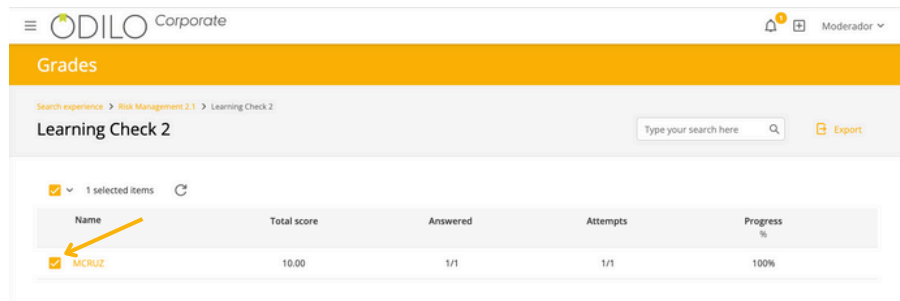 ODILO Corporate
1 Moderador
Grades
Search experience > Risk Management 2.1 > Learning Check 2
Learning Check 2
Type your search here
Export
1 selected items
Name Total score Answered Attempts Progress
%
MCRUZ 10.00 1/1 1/1 100%